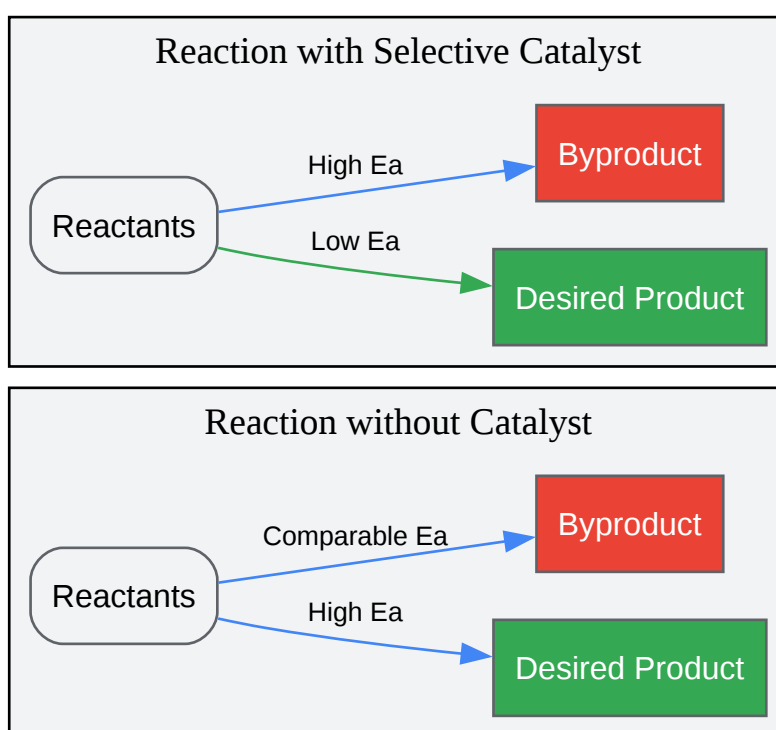 Reaction with Selective Catalyst
Byproduct
High Ea
Reactants
Low Ea
Desired Product
Reaction without Catalyst
Byproduct
Comparable Ea
Reactants
High Ea
Desired Product